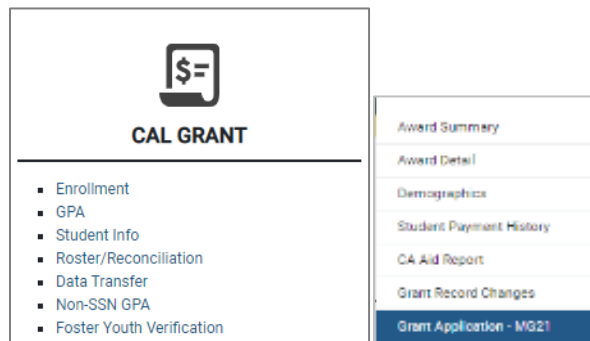 $=
CAL GRANT
Enrollment
GPA
Student Info
Roster/Reconciliation
Data Transfer
Non-SSN GPA
Foster Youth Verification
Award Summary
Award Detail
Demographics
Student Payment History
CA Aid Report
Grant Record Changes
Grant Application - MG21